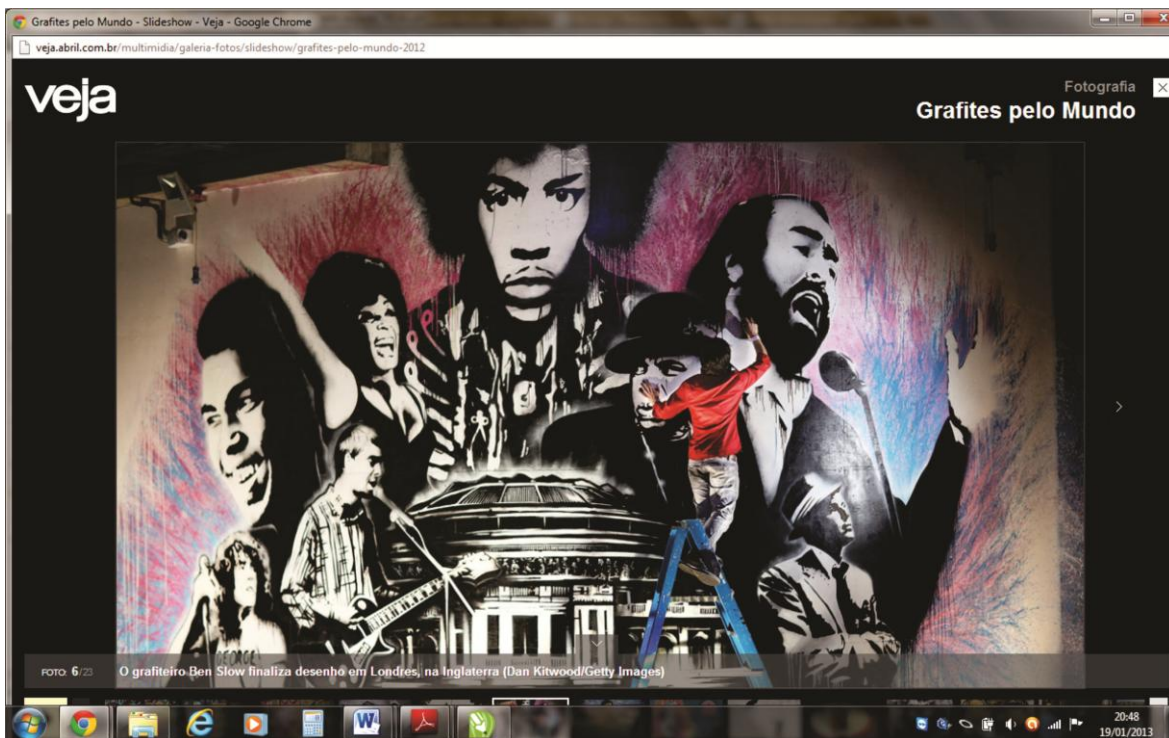 Grafites pelo Mundo - Slideshow - Veja - Google Chrome
veja.abril.com.br/multimidia/galeria-fotos/slideshow/grafites-pelo-mundo-2012
veja
Fotografia
Grafites pelo Mundo
GEORGE
FOTO: 6/23 O grafiteiro Ben Slow finaliza desenho em Londres, na Inglaterra (Dan Kitwood/Getty Images)
20:48
19/01/2013